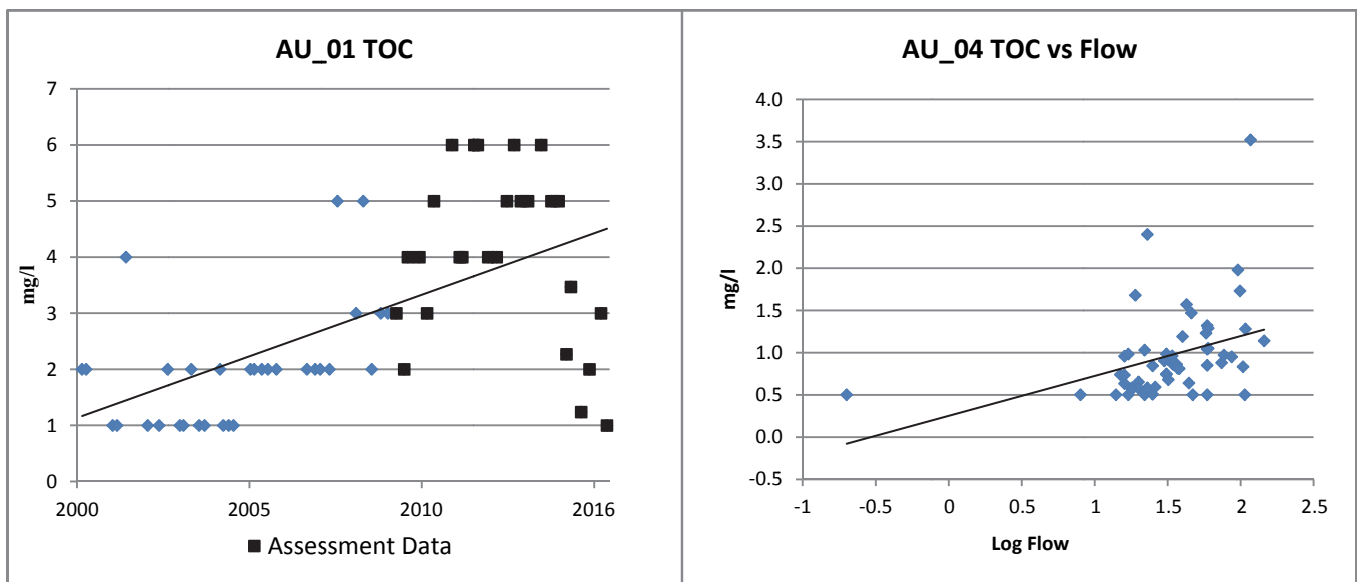 AU_01 TOC
7
6
5
4
3
2
1
0
mg/l
2000 2005 2010 2016
■ Assessment Data
AU_04 TOC vs Flow
4.0
3.5
3.0
2.5
2.0
1.5
1.0
0.5
0.0
-0.5
mg/l
-1 -0.5 0 0.5 1 1.5 2 2.5
Log Flow